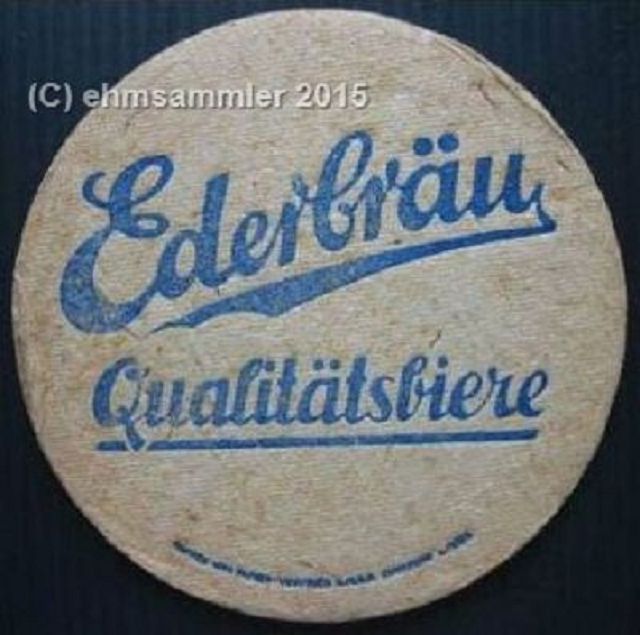 (C) ehmsammler 2015
Ederbräu
Qualitätsbiere